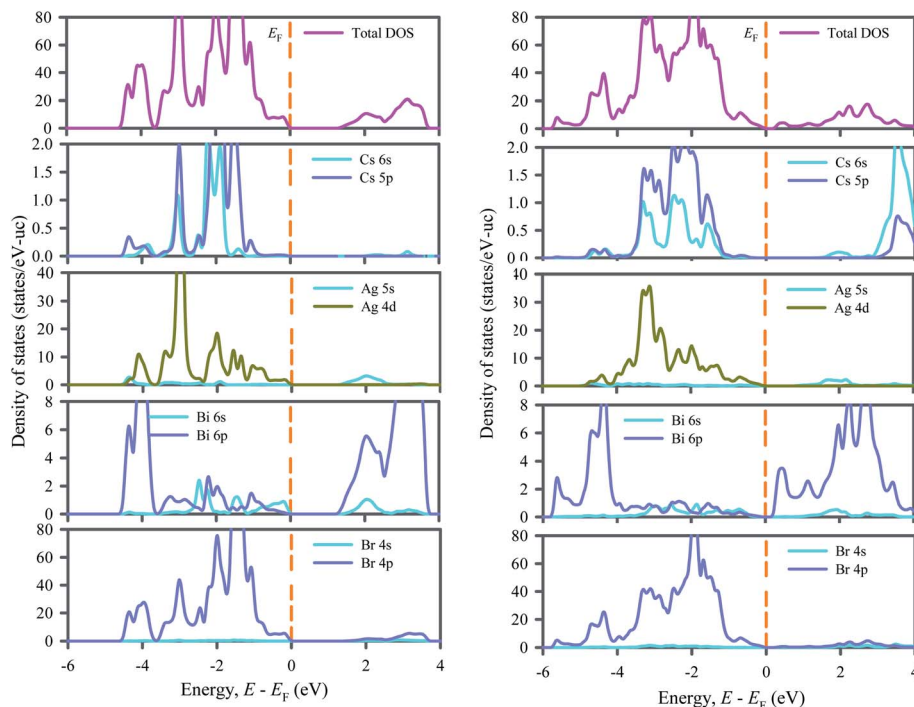 80
60
40
20
0
E_F
Total DOS
2.0
1.5
1.0
0.5
0.0
Cs 6s
Cs 5p
40
30
20
10
0
Ag 5s
Ag 4d
8
6
4
2
0
Bi 6s
Bi 6p
80
60
40
20
0
Br 4s
Br 4p
-6 -4 -2 0 2 4
Energy, E - E_F (eV)
Density of states (states/eV-uc)
80
60
40
20
0
E_F
Total DOS
2.0
1.5
1.0
0.5
0.0
Cs 6s
Cs 5p
40
30
20
10
0
Ag 5s
Ag 4d
8
6
4
2
0
Bi 6s
Bi 6p
80
60
40
20
0
Br 4s
Br 4p
-6 -4 -2 0 2 4
Energy, E - E_F (eV)
Density of states (states/eV-uc)